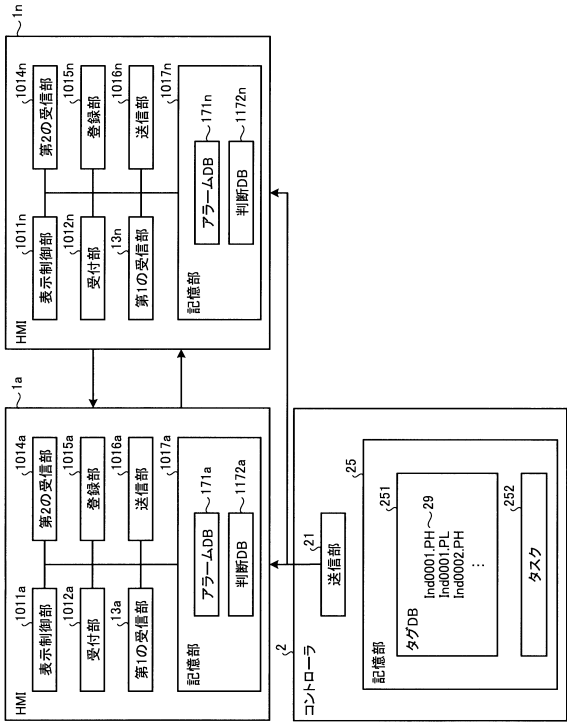 1a
HMI
1011a
表示制御部
1014a
第2の受信部
1012a
受付部
1015a
登録部
13a
第1の受信部
1016a
送信部
1017a
記憶部
171a
アラームDB
1172a
判断DB
1n
HMI
1011n
表示制御部
1014n
第2の受信部
1012n
受付部
1015n
登録部
13n
第1の受信部
1016n
送信部
1017n
記憶部
171n
アラームDB
1172n
判断DB
2
コントローラ
21
送信部
25
記憶部
251
タグDB
Ind0001.PH 29
Ind0001.PL
Ind0002.PH
⋮
252
タスク